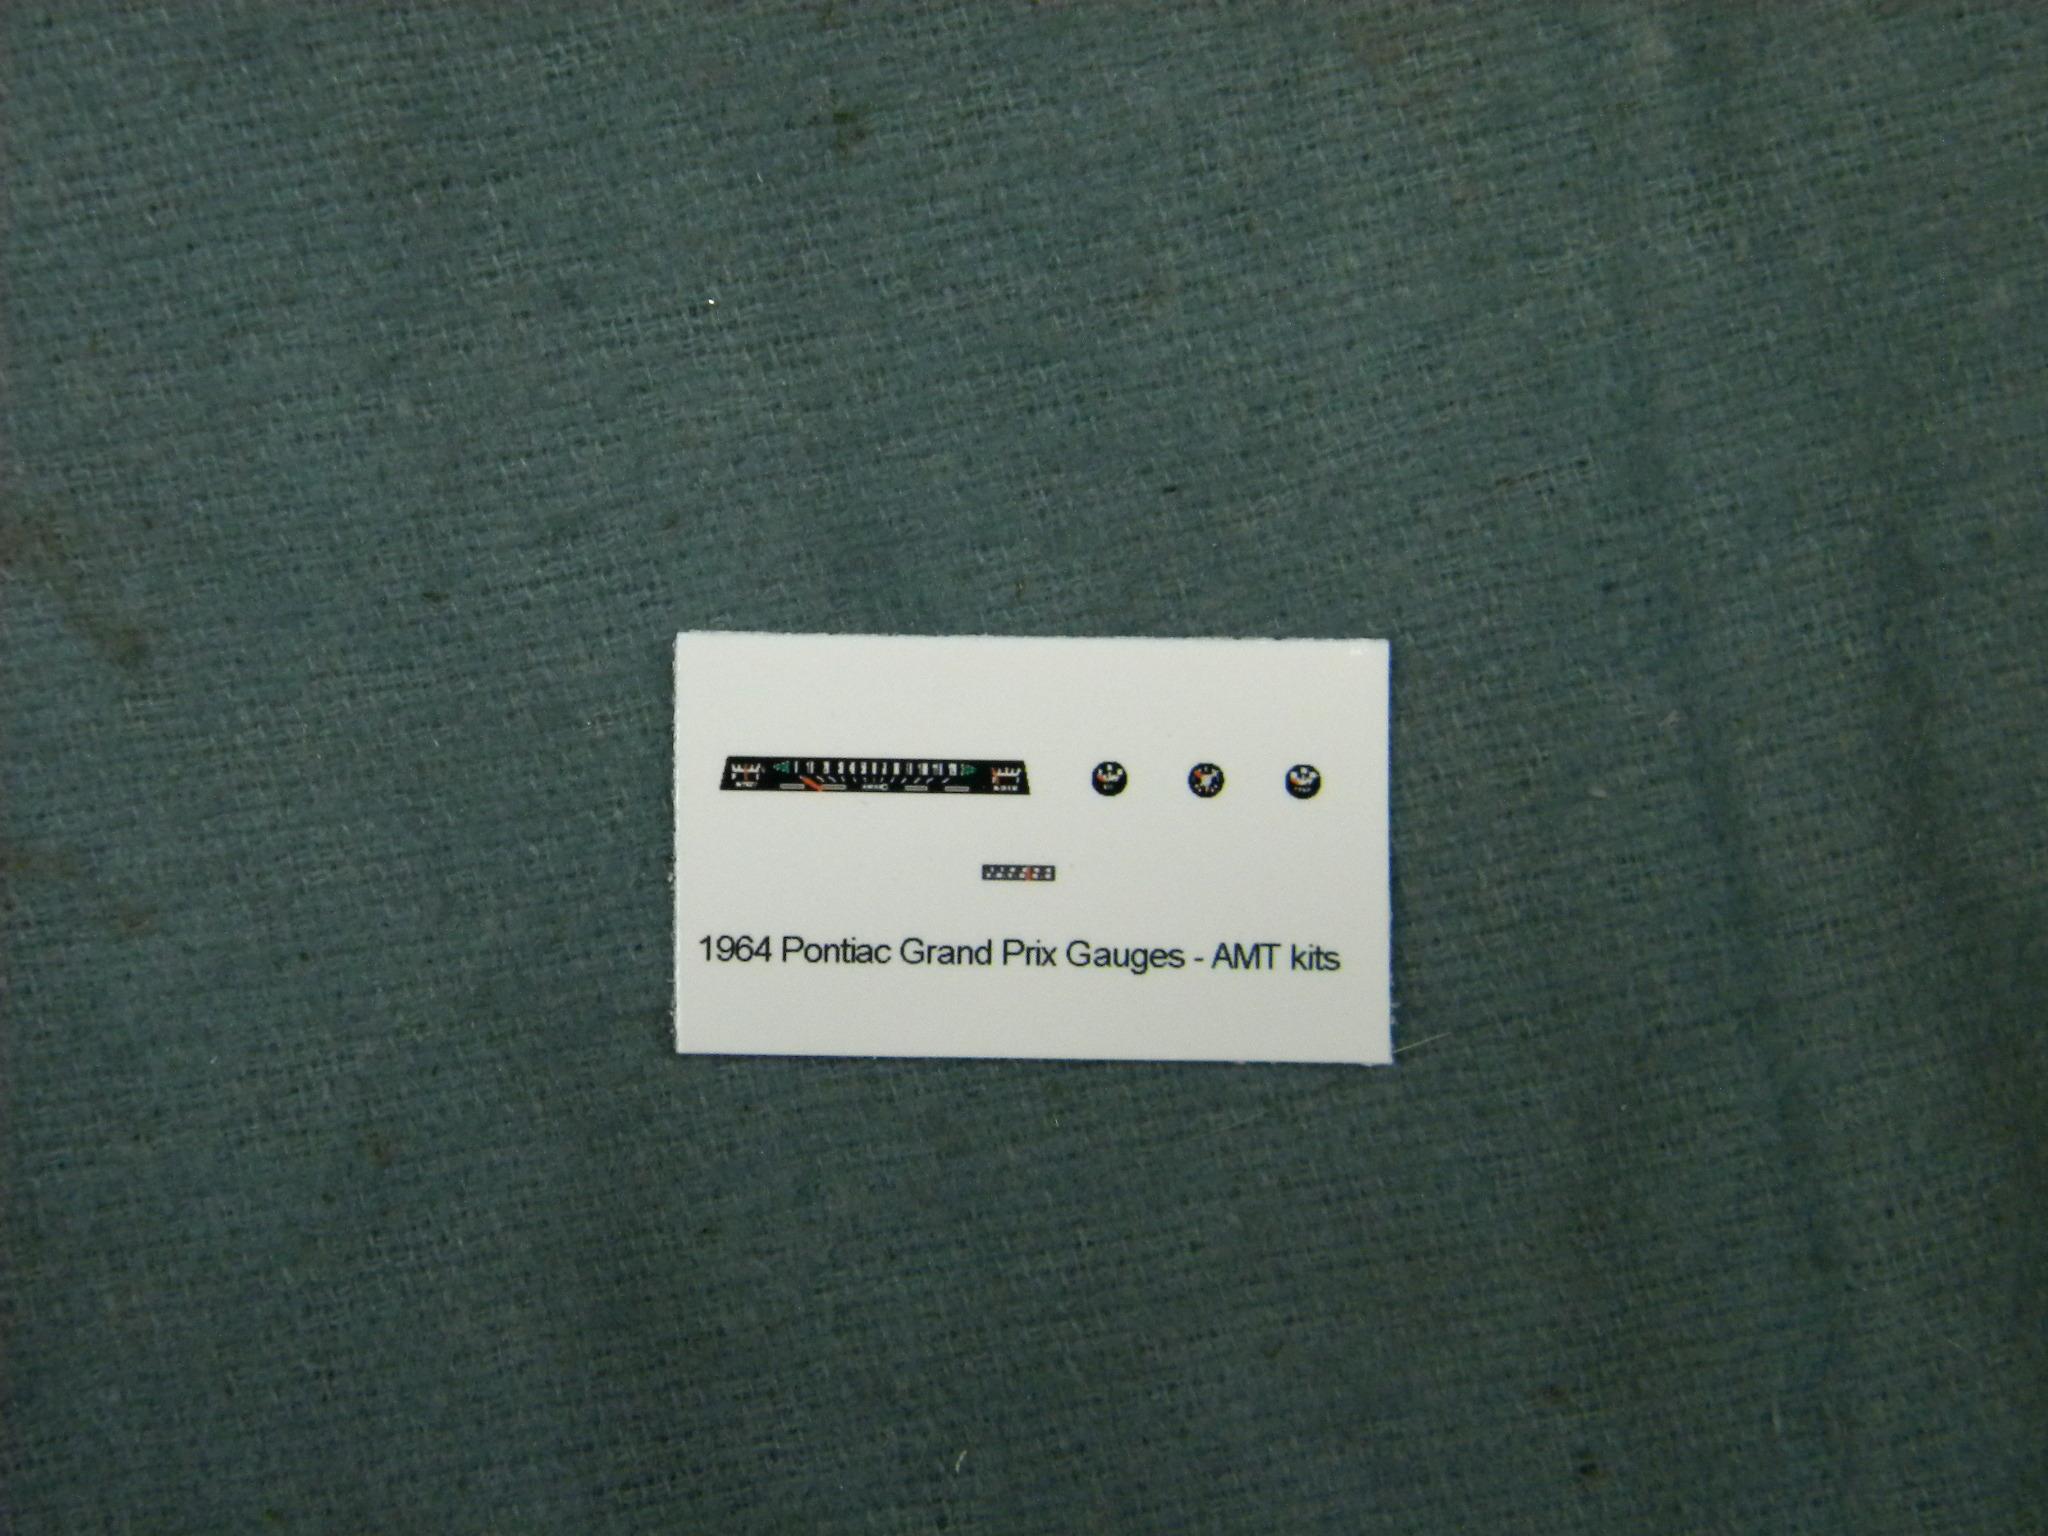 1964 Pontiac Grand Prix Gauges - AMT kits